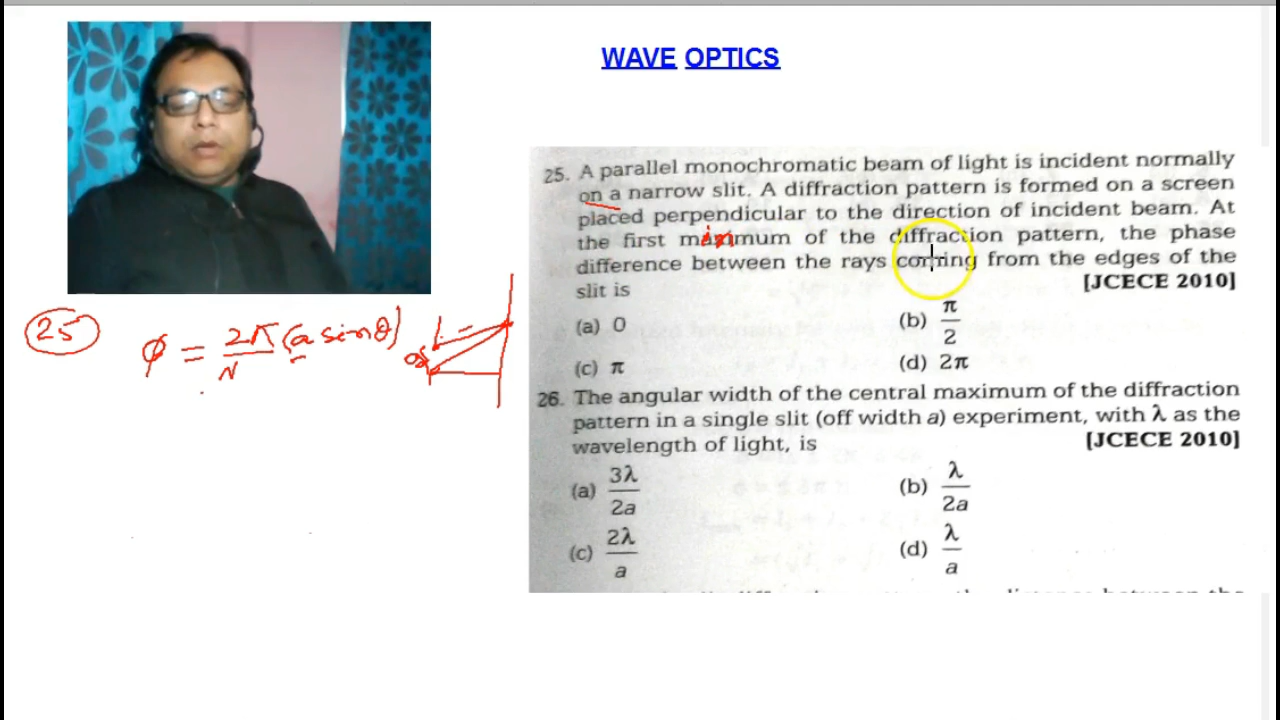 WAVE OPTICS
25. A parallel monochromatic beam of light is incident normally
on a narrow slit. A diffraction pattern is formed on a screen
placed perpendicular to the direction of incident beam. At
the first minimum of the diffraction pattern, the phase
difference between the rays coming from the edges of the
slit is [JCECE 2010]
(a) 0 (b) π/2
(c) π (d) 2π
26. The angular width of the central maximum of the diffraction
pattern in a single slit (off width a) experiment, with λ as the
wavelength of light, is [JCECE 2010]
(a) 3λ/2a (b) λ/2a
(c) 2λ/a (d) λ/a
25 φ = 2π/λ (a sinθ)